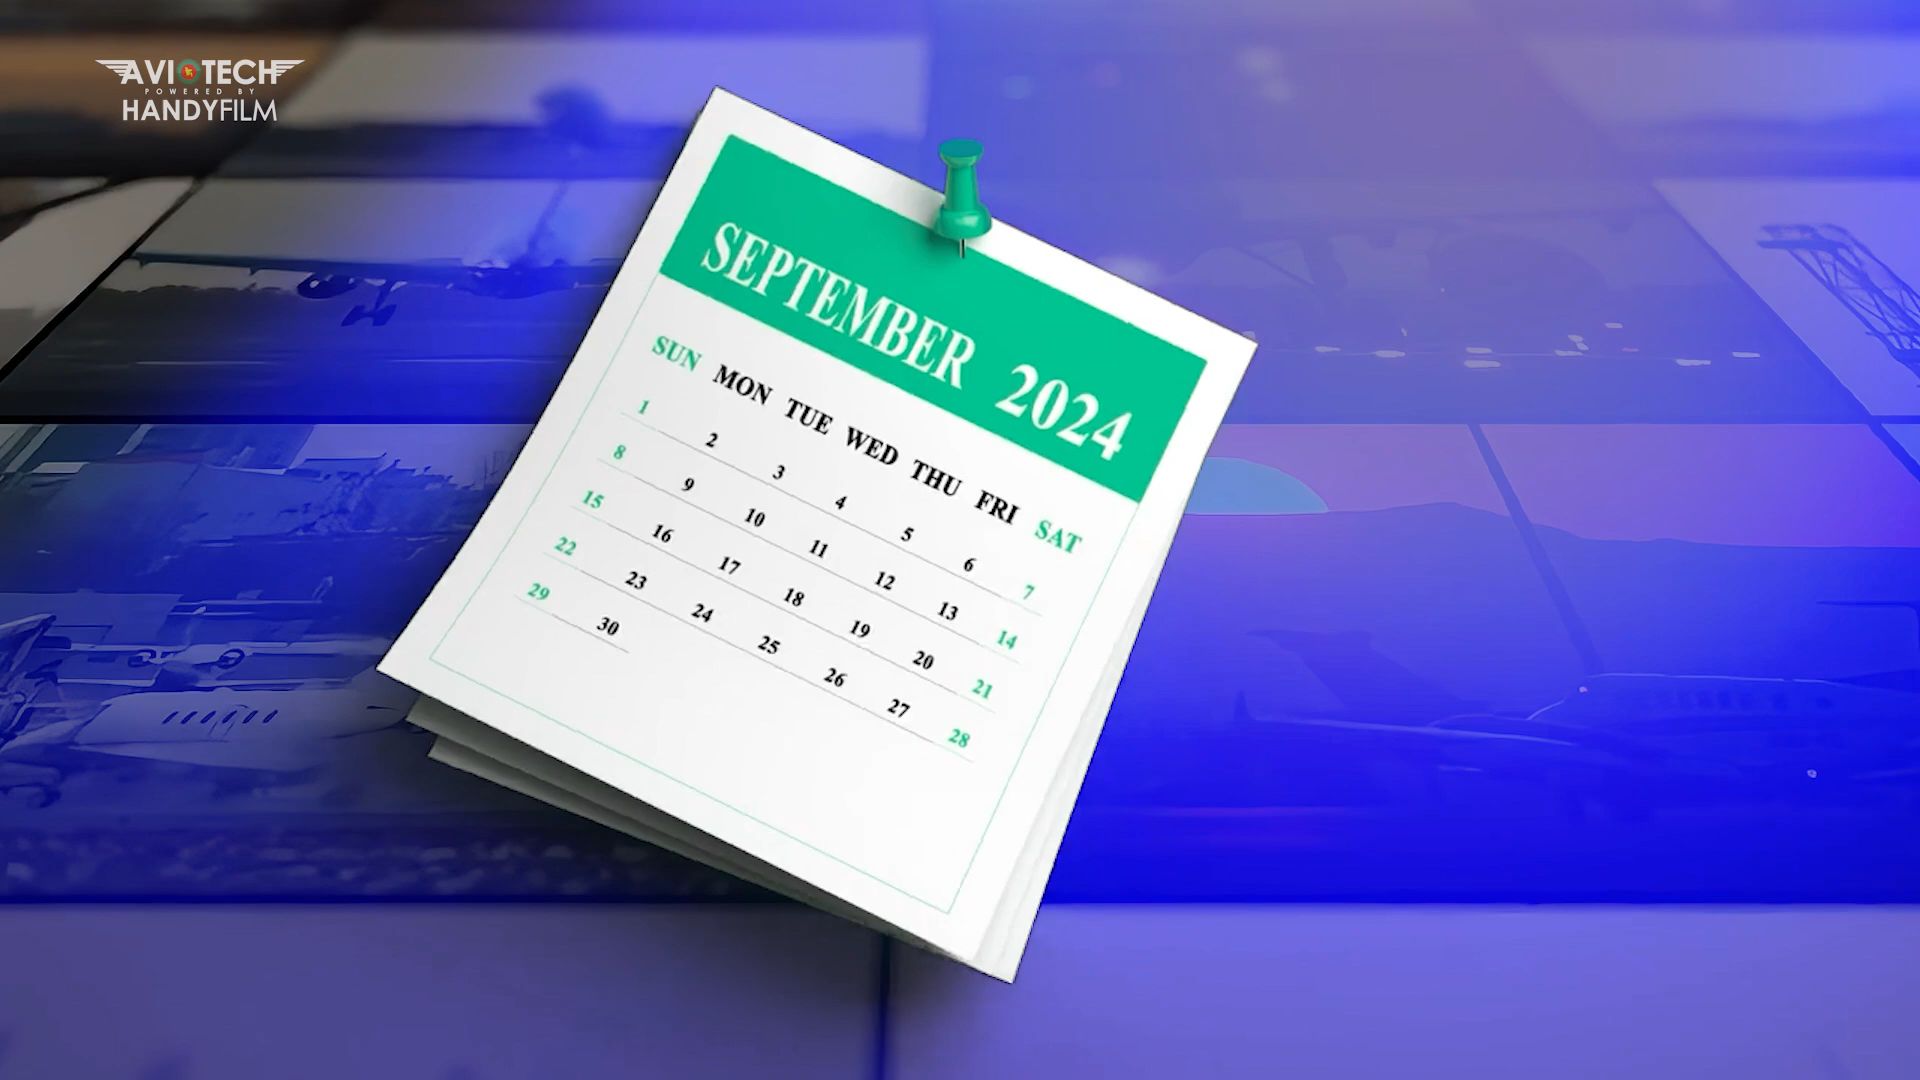 AVIOTECH
POWERED BY
HANDYFILM
SEPTEMBER 2024
SUN MON TUE WED THU FRI SAT
1 2 3 4 5 6 7
8 9 10 11 12 13 14
15 16 17 18 19 20 21
22 23 24 25 26 27 28
29 30